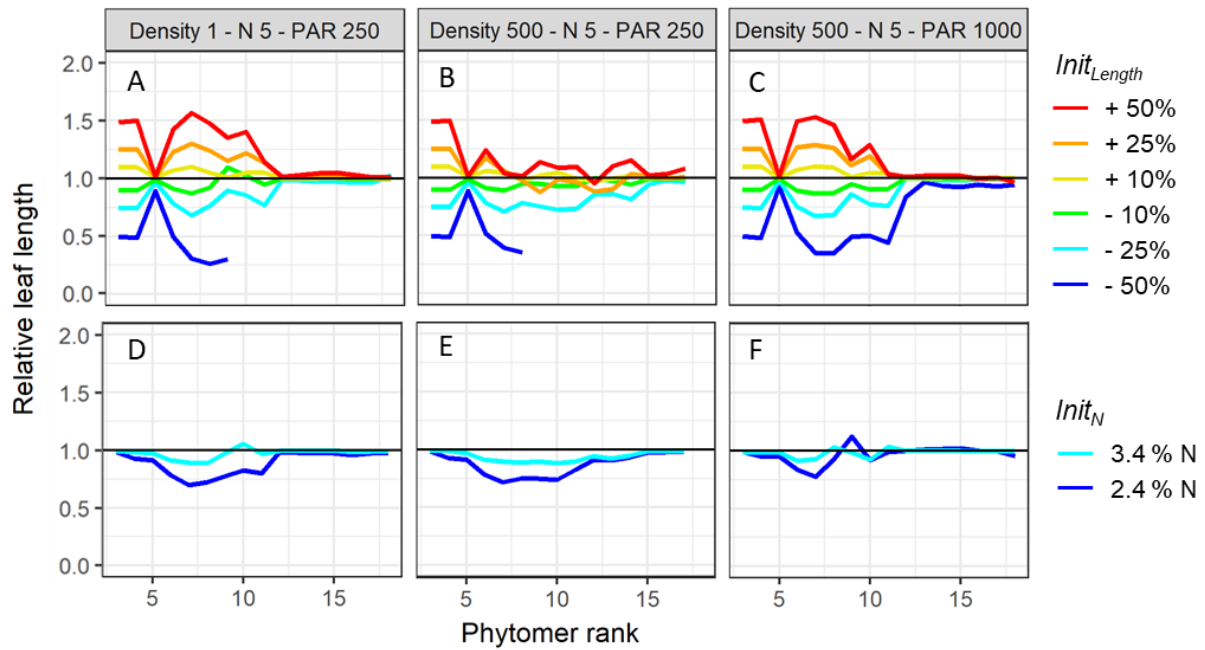 Density 1 - N 5 - PAR 250
Density 500 - N 5 - PAR 250
Density 500 - N 5 - PAR 1000
Relative leaf length
2.0
1.5
1.0
0.5
0.0
A
B
C
Init_Length
+ 50%
+ 25%
+ 10%
- 10%
- 25%
- 50%
2.0
1.5
1.0
0.5
0.0
D
E
F
Init_N
3.4 % N
2.4 % N
5 10 15
5 10 15
5 10 15
Phytomer rank